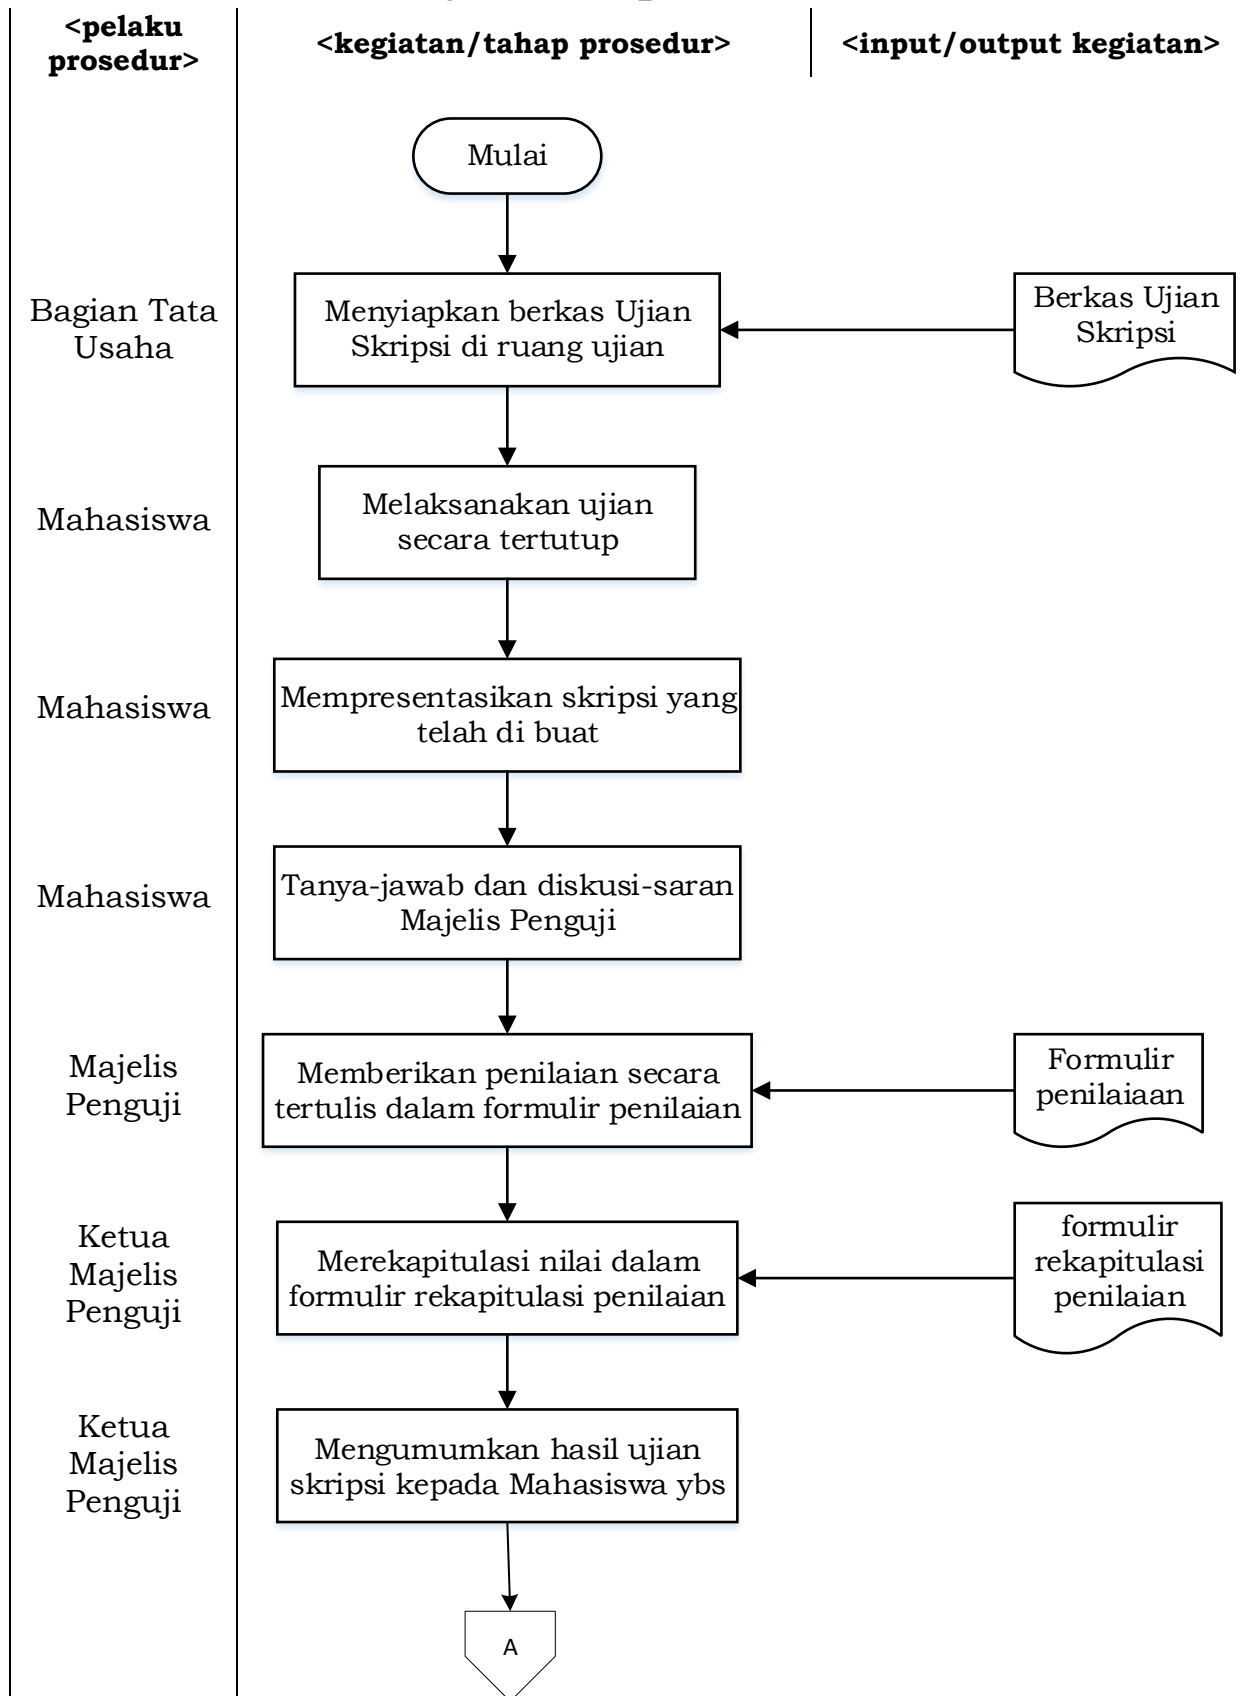 <pelaku
prosedur>
<kegiatan/tahap prosedur>
<input/output kegiatan>
Mulai
Bagian Tata
Usaha
Menyiapkan berkas Ujian
Skripsi di ruang ujian
Berkas Ujian
Skripsi
Mahasiswa
Melaksanakan ujian
secara tertutup
Mahasiswa
Mempresentasikan skripsi yang
telah di buat
Mahasiswa
Tanya-jawab dan diskusi-saran
Majelis Penguji
Majelis
Penguji
Memberikan penilaian secara
tertulis dalam formulir penilaian
Formulir
penilaiaan
Ketua
Majelis
Penguji
Merekapitulasi nilai dalam
formulir rekapitulasi penilaian
formulir
rekapitulasi
penilaian
Ketua
Majelis
Penguji
Mengumumkan hasil ujian
skripsi kepada Mahasiswa ybs
A